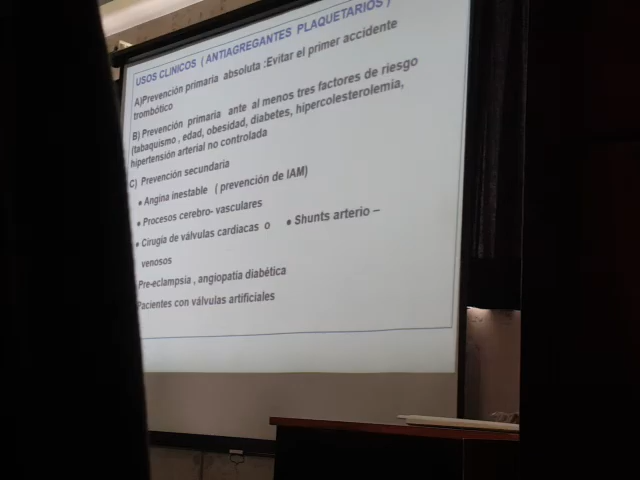 USOS CLINICOS ( ANTIAGREGANTES PLAQUETARIOS )
A)Prevención primaria absoluta :Evitar el primer accidente
trombótico
B) Prevención primaria ante al menos tres factores de riesgo
(tabaquismo , edad, obesidad, diabetes, hipercolesterolemia,
hipertensión arterial no controlada
C) Prevención secundaria
• Angina inestable ( prevención de IAM)
• Procesos cerebro- vasculares
• Cirugía de válvulas cardiacas o • Shunts arterio –
venosos
Pre-eclampsia , angiopatía diabética
Pacientes con válvulas artificiales